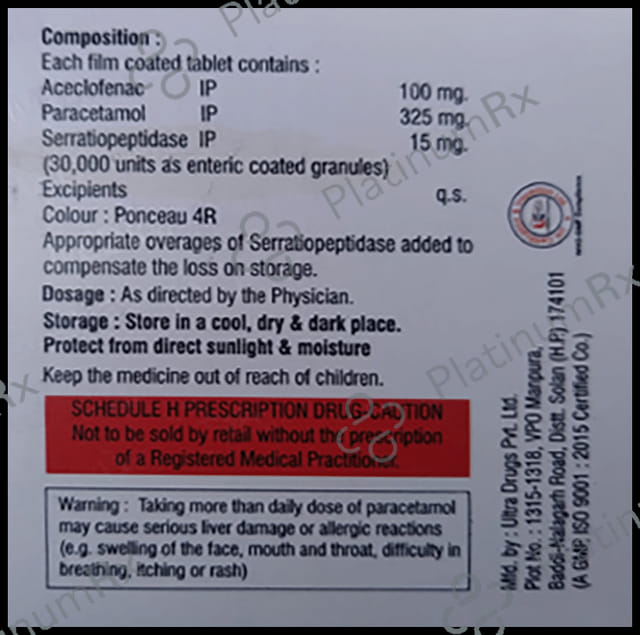 Composition :
Each film coated tablet contains :
Aceclofenac IP 100 mg.
Paracetamol IP 325 mg.
Serratiopeptidase IP 15 mg.
(30,000 units as enteric coated granules)
Excipients q.s.
Colour : Ponceau 4R
Appropriate overages of Serratiopeptidase added to
compensate the loss on storage.
Dosage : As directed by the Physician.
Storage : Store in a cool, dry & dark place.
Protect from direct sunlight & moisture
Keep the medicine out of reach of children.
SCHEDULE H PRESCRIPTION DRUG-CAUTION
Not to be sold by retail without the prescription
of a Registered Medical Practitioner.
Warning : Taking more than daily dose of paracetamol
may cause serious liver damage or allergic reactions
(e.g. swelling of the face, mouth and throat, difficulty in
breathing, itching or rash)
Mfd. by : Ultra Drugs Pvt. Ltd.
Plot No. : 1315-1318, VPO Manpura,
Baddi-Nalagarh Road, Distt. Solan (H.P.) 174101
(A GMP, ISO 9001 : 2015 Certified Co.)
PlatinumRx
PlatinumRx
PlatinumRx
PlatinumRx